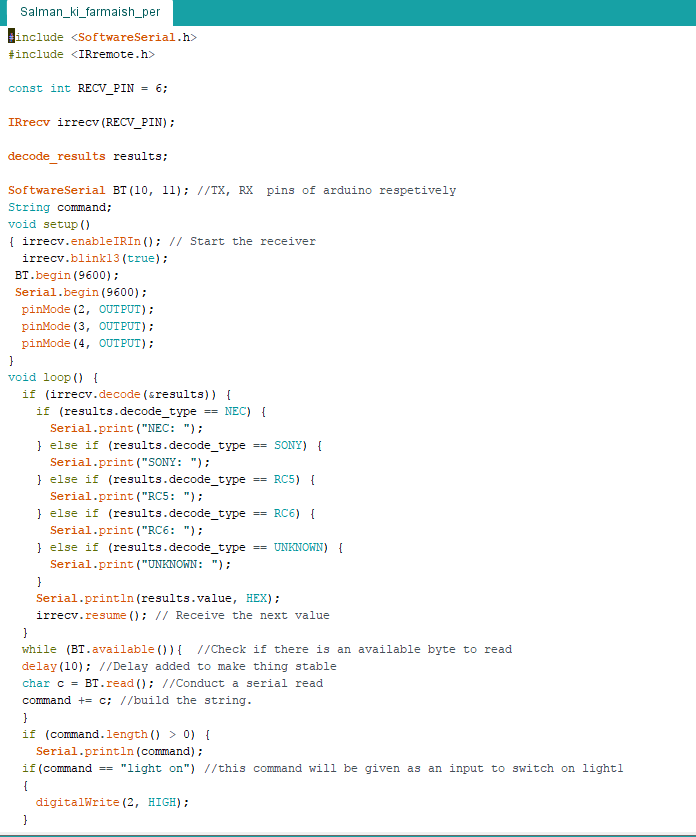 Salman_ki_farmaish_per
#include <SoftwareSerial.h>
#include <IRremote.h>
const int RECV_PIN = 6;
IRrecv irrecv(RECV_PIN);
decode_results results;
SoftwareSerial BT(10, 11); //TX, RX  pins of arduino respetively
String command;
void setup()
{ irrecv.enableIRIn(); // Start the receiver
  irrecv.blink13(true);
 BT.begin(9600);
 Serial.begin(9600);
  pinMode(2, OUTPUT);
  pinMode(3, OUTPUT);
  pinMode(4, OUTPUT);
}
void loop() {
  if (irrecv.decode(&results)) {
    if (results.decode_type == NEC) {
      Serial.print("NEC: ");
    } else if (results.decode_type == SONY) {
      Serial.print("SONY: ");
    } else if (results.decode_type == RC5) {
      Serial.print("RC5: ");
    } else if (results.decode_type == RC6) {
      Serial.print("RC6: ");
    } else if (results.decode_type == UNKNOWN) {
      Serial.print("UNKNOWN: ");
    }
    Serial.println(results.value, HEX);
    irrecv.resume(); // Receive the next value
  }
  while (BT.available()){  //Check if there is an available byte to read
  delay(10); //Delay added to make thing stable
  char c = BT.read(); //Conduct a serial read
  command += c; //build the string.
  }
  if (command.length() > 0) {
    Serial.println(command);
  if(command == "light on") //this command will be given as an input to switch on light1
  {
    digitalWrite(2, HIGH);
  }